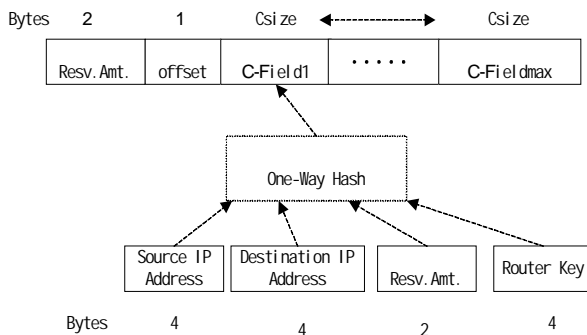 Bytes 2 1 Csize Csize
Resv.Amt. offset C-Field1 ..... C-Fieldmax
One-Way Hash
Source IP Address
Destination IP Address
Resv.Amt.
Router Key
Bytes 4 4 2 4